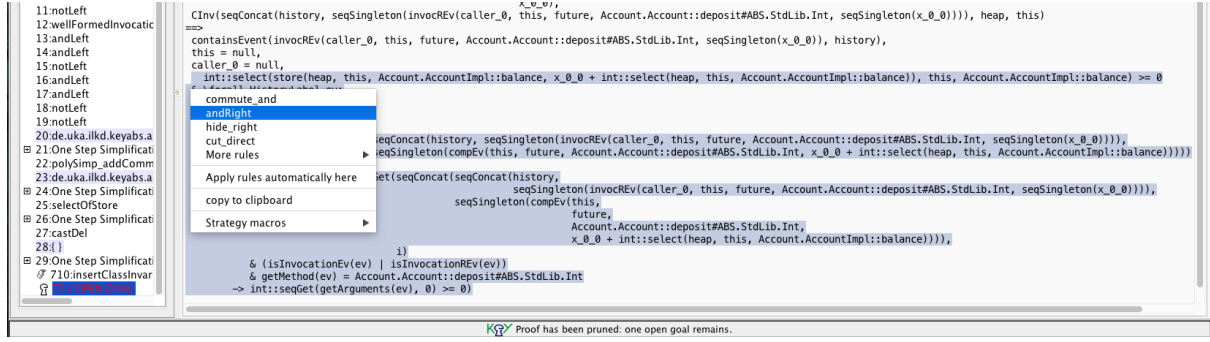 11:notLeft
12:wellFormedInvocatic
13:andLeft
14:andLeft
15:notLeft
16:andLeft
17:andLeft
18:notLeft
19:notLeft
20:de.uka.ilkd.keyabs.a
21:One Step Simplificati
22:polySimp_addComm
23:de.uka.ilkd.keyabs.a
24:One Step Simplificati
25:selectOfStore
26:One Step Simplificati
27:castDel
28:{ }
29:One Step Simplificati
710:insertClassInvar
x_0_0),
CInv(seqConcat(history, seqSingleton(invocREv(caller_0, this, future, Account.Account::deposit#ABS.StdLib.Int, seqSingleton(x_0_0)))), heap, this)
==>
containsEvent(invocREv(caller_0, this, future, Account.Account::deposit#ABS.StdLib.Int, seqSingleton(x_0_0)), history),
this = null,
caller_0 = null,
int::select(store(heap, this, Account.AccountImpl::balance, x_0_0 + int::select(heap, this, Account.AccountImpl::balance)), this, Account.AccountImpl::balance) >= 0
commute_and
andRight
hide_right
cut_direct
More rules
Apply rules automatically here
copy to clipboard
Strategy macros
seqConcat(history, seqSingleton(invocREv(caller_0, this, future, Account.Account::deposit#ABS.StdLib.Int, seqSingleton(x_0_0)))),
seqSingleton(compEv(this, future, Account.Account::deposit#ABS.StdLib.Int, x_0_0 + int::select(heap, this, Account.AccountImpl::balance)))))
Get(seqConcat(seqConcat(history,
seqSingleton(invocREv(caller_0, this, future, Account.Account::deposit#ABS.StdLib.Int, seqSingleton(x_0_0)))),
seqSingleton(compEv(this,
future,
Account.Account::deposit#ABS.StdLib.Int,
x_0_0 + int::select(heap, this, Account.AccountImpl::balance)))),
i)
& (isInvocationEv(ev) | isInvocationREv(ev))
& getMethod(ev) = Account.Account::deposit#ABS.StdLib.Int
-> int::seqGet(getArguments(ev), 0) >= 0)
KeY Proof has been pruned: one open goal remains.